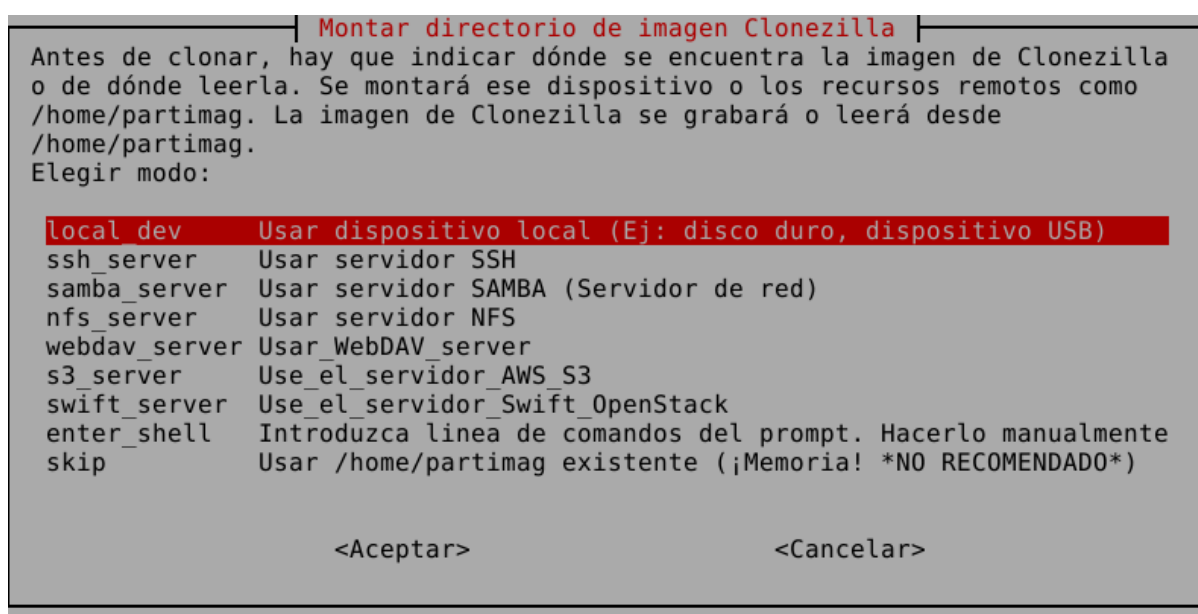 Montar directorio de imagen Clonezilla
Antes de clonar, hay que indicar dónde se encuentra la imagen de Clonezilla
o de dónde leerla. Se montará ese dispositivo o los recursos remotos como
/home/partimag. La imagen de Clonezilla se grabará o leerá desde
/home/partimag.
Elegir modo:
local_dev Usar dispositivo local (Ej: disco duro, dispositivo USB)
ssh_server Usar servidor SSH
samba_server Usar servidor SAMBA (Servidor de red)
nfs_server Usar servidor NFS
webdav_server Usar_WebDAV_server
s3_server Use_el_servidor_AWS_S3
swift_server Use_el_servidor_Swift_OpenStack
enter_shell Introduzca linea de comandos del prompt. Hacerlo manualmente
skip Usar /home/partimag existente (¡Memoria! *NO RECOMENDADO*)
<Aceptar> <Cancelar>